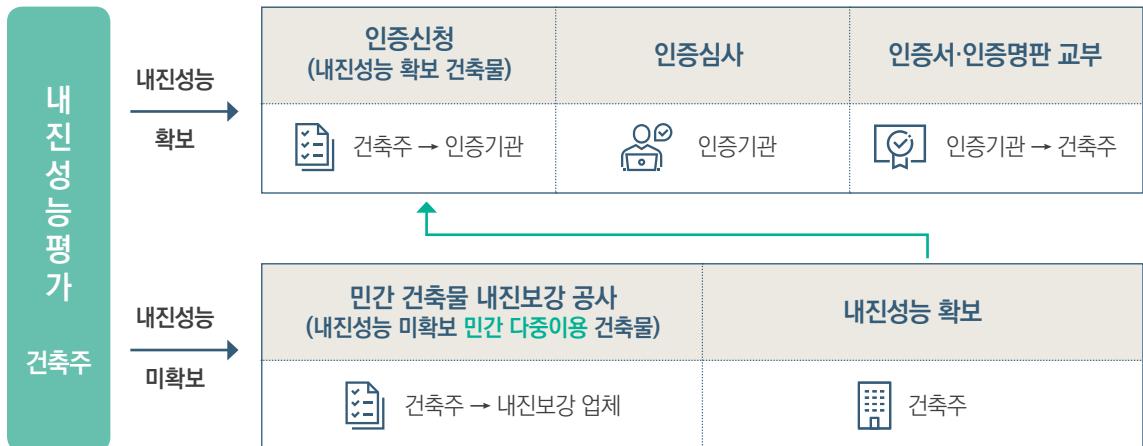 내진성능평가
건축주
내진성능
확보
인증신청
(내진성능 확보 건축물)
인증심사
인증서·인증명판 교부
건축주 → 인증기관
인증기관
인증기관 → 건축주
내진성능
미확보
민간 건축물 내진보강 공사
(내진성능 미확보 민간 다중이용 건축물)
내진성능 확보
건축주 → 내진보강 업체
건축주